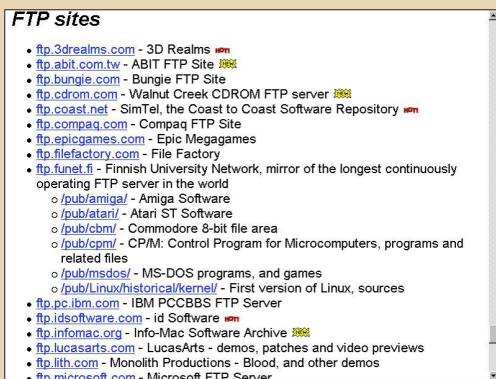 FTP sites
ftp.3drealms.com - 3D Realms HOT!
ftp.abit.com.tw - ABIT FTP Site
ftp.bungie.com - Bungie FTP Site
ftp.cdrom.com - Walnut Creek CDROM FTP server
ftp.coast.net - SimTel, the Coast to Coast Software Repository HOT!
ftp.compaq.com - Compaq FTP Site
ftp.epicgames.com - Epic Megagames
ftp.filefactory.com - File Factory
ftp.funet.fi - Finnish University Network, mirror of the longest continuously
operating FTP server in the world
/pub/amiga/ - Amiga Software
/pub/atari/ - Atari ST Software
/pub/cbm/ - Commodore 8-bit file area
/pub/cpm/ - CP/M: Control Program for Microcomputers, programs and
related files
/pub/msdos/ - MS-DOS programs, and games
/pub/Linux/historical/kernel/ - First version of Linux, sources
ftp.pc.ibm.com - IBM PCCBBS FTP Server
ftp.idsoftware.com - id Software HOT!
ftp.infomac.org - Info-Mac Software Archive
ftp.lucasarts.com - LucasArts - demos, patches and video previews
ftp.lith.com - Monolith Productions - Blood, and other demos
ftp.microsoft.com - Microsoft FTP Server